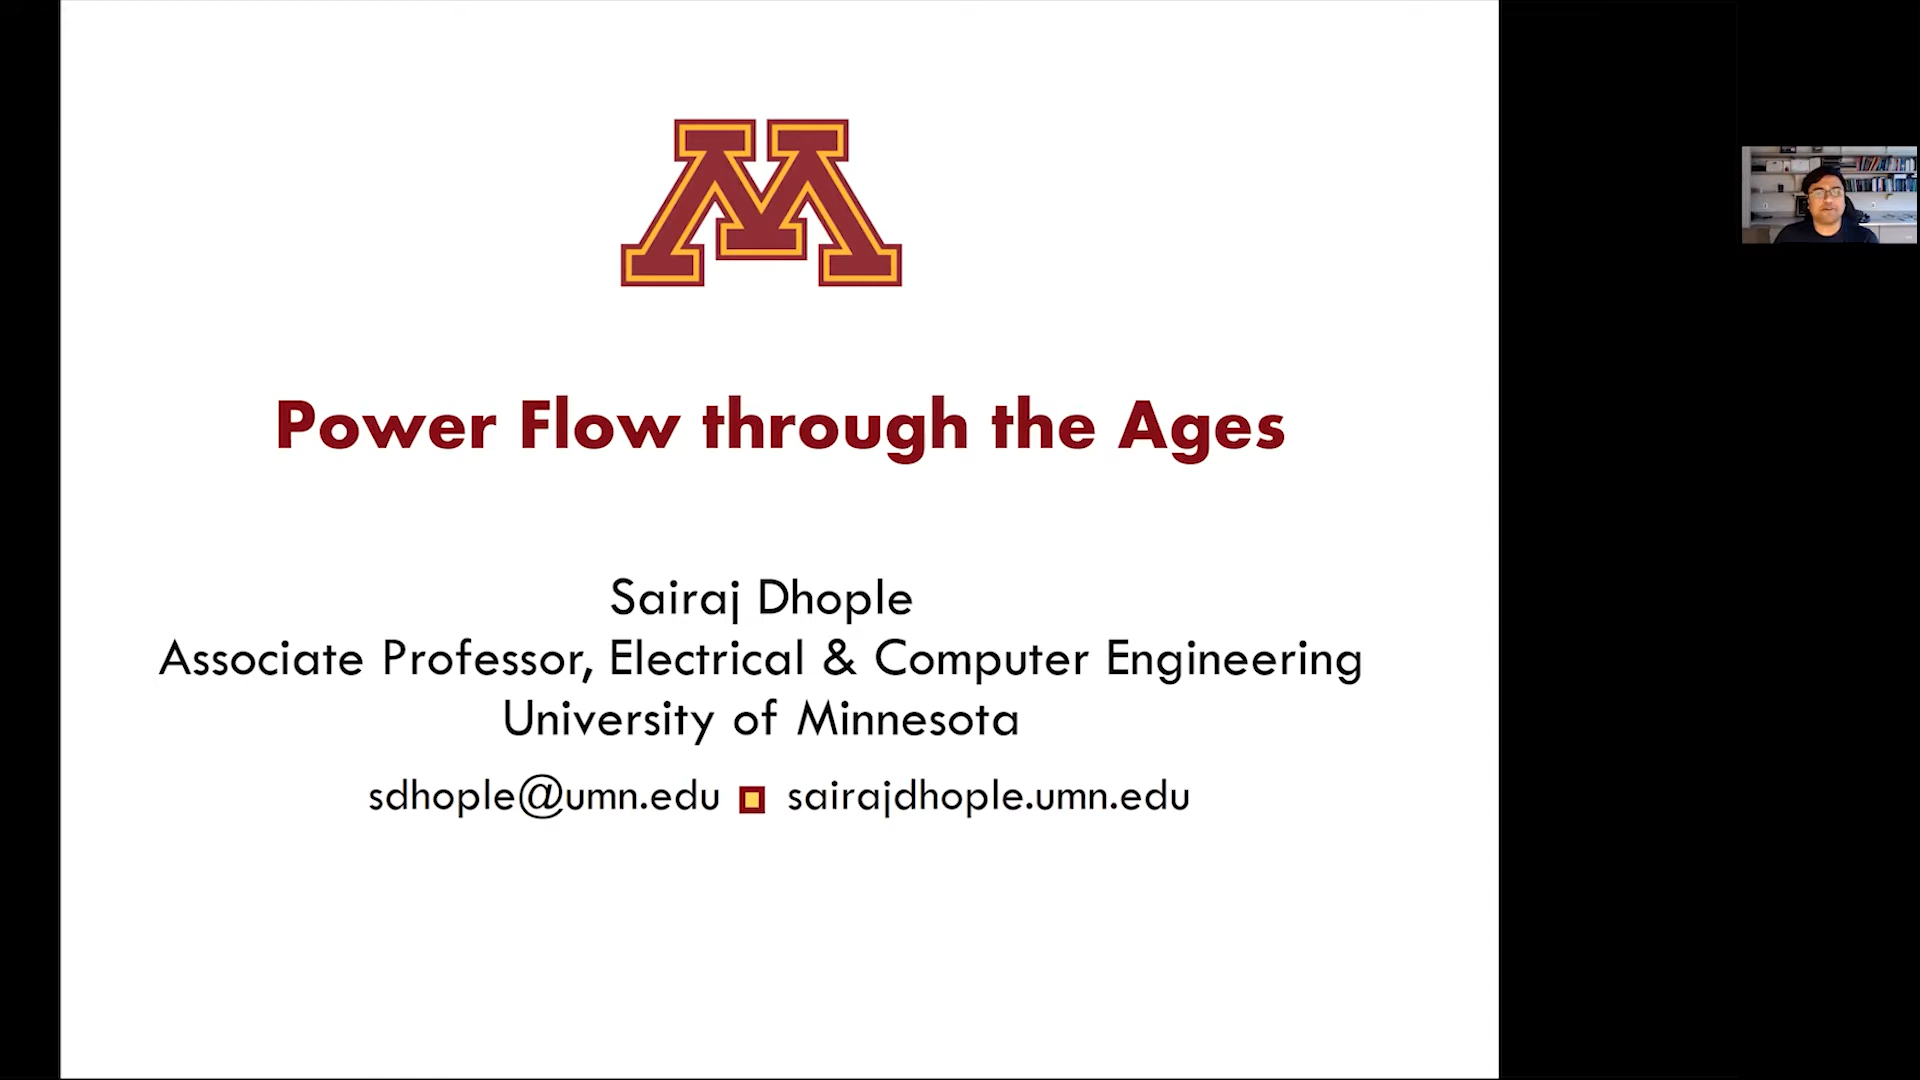 M
Power Flow through the Ages
Sairaj Dhople
Associate Professor, Electrical & Computer Engineering
University of Minnesota
sdhople@umn.edu sairajdhople.umn.edu